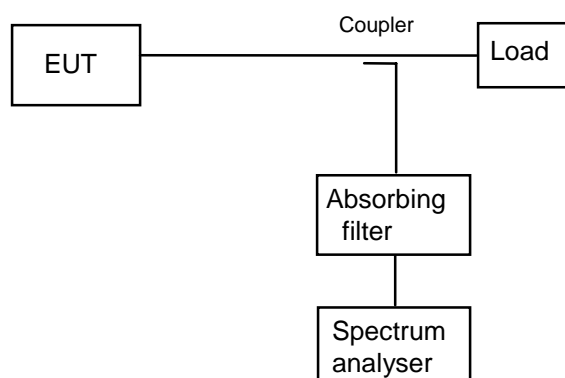 Coupler
EUT
Load
Absorbing
filter
Spectrum
analyser